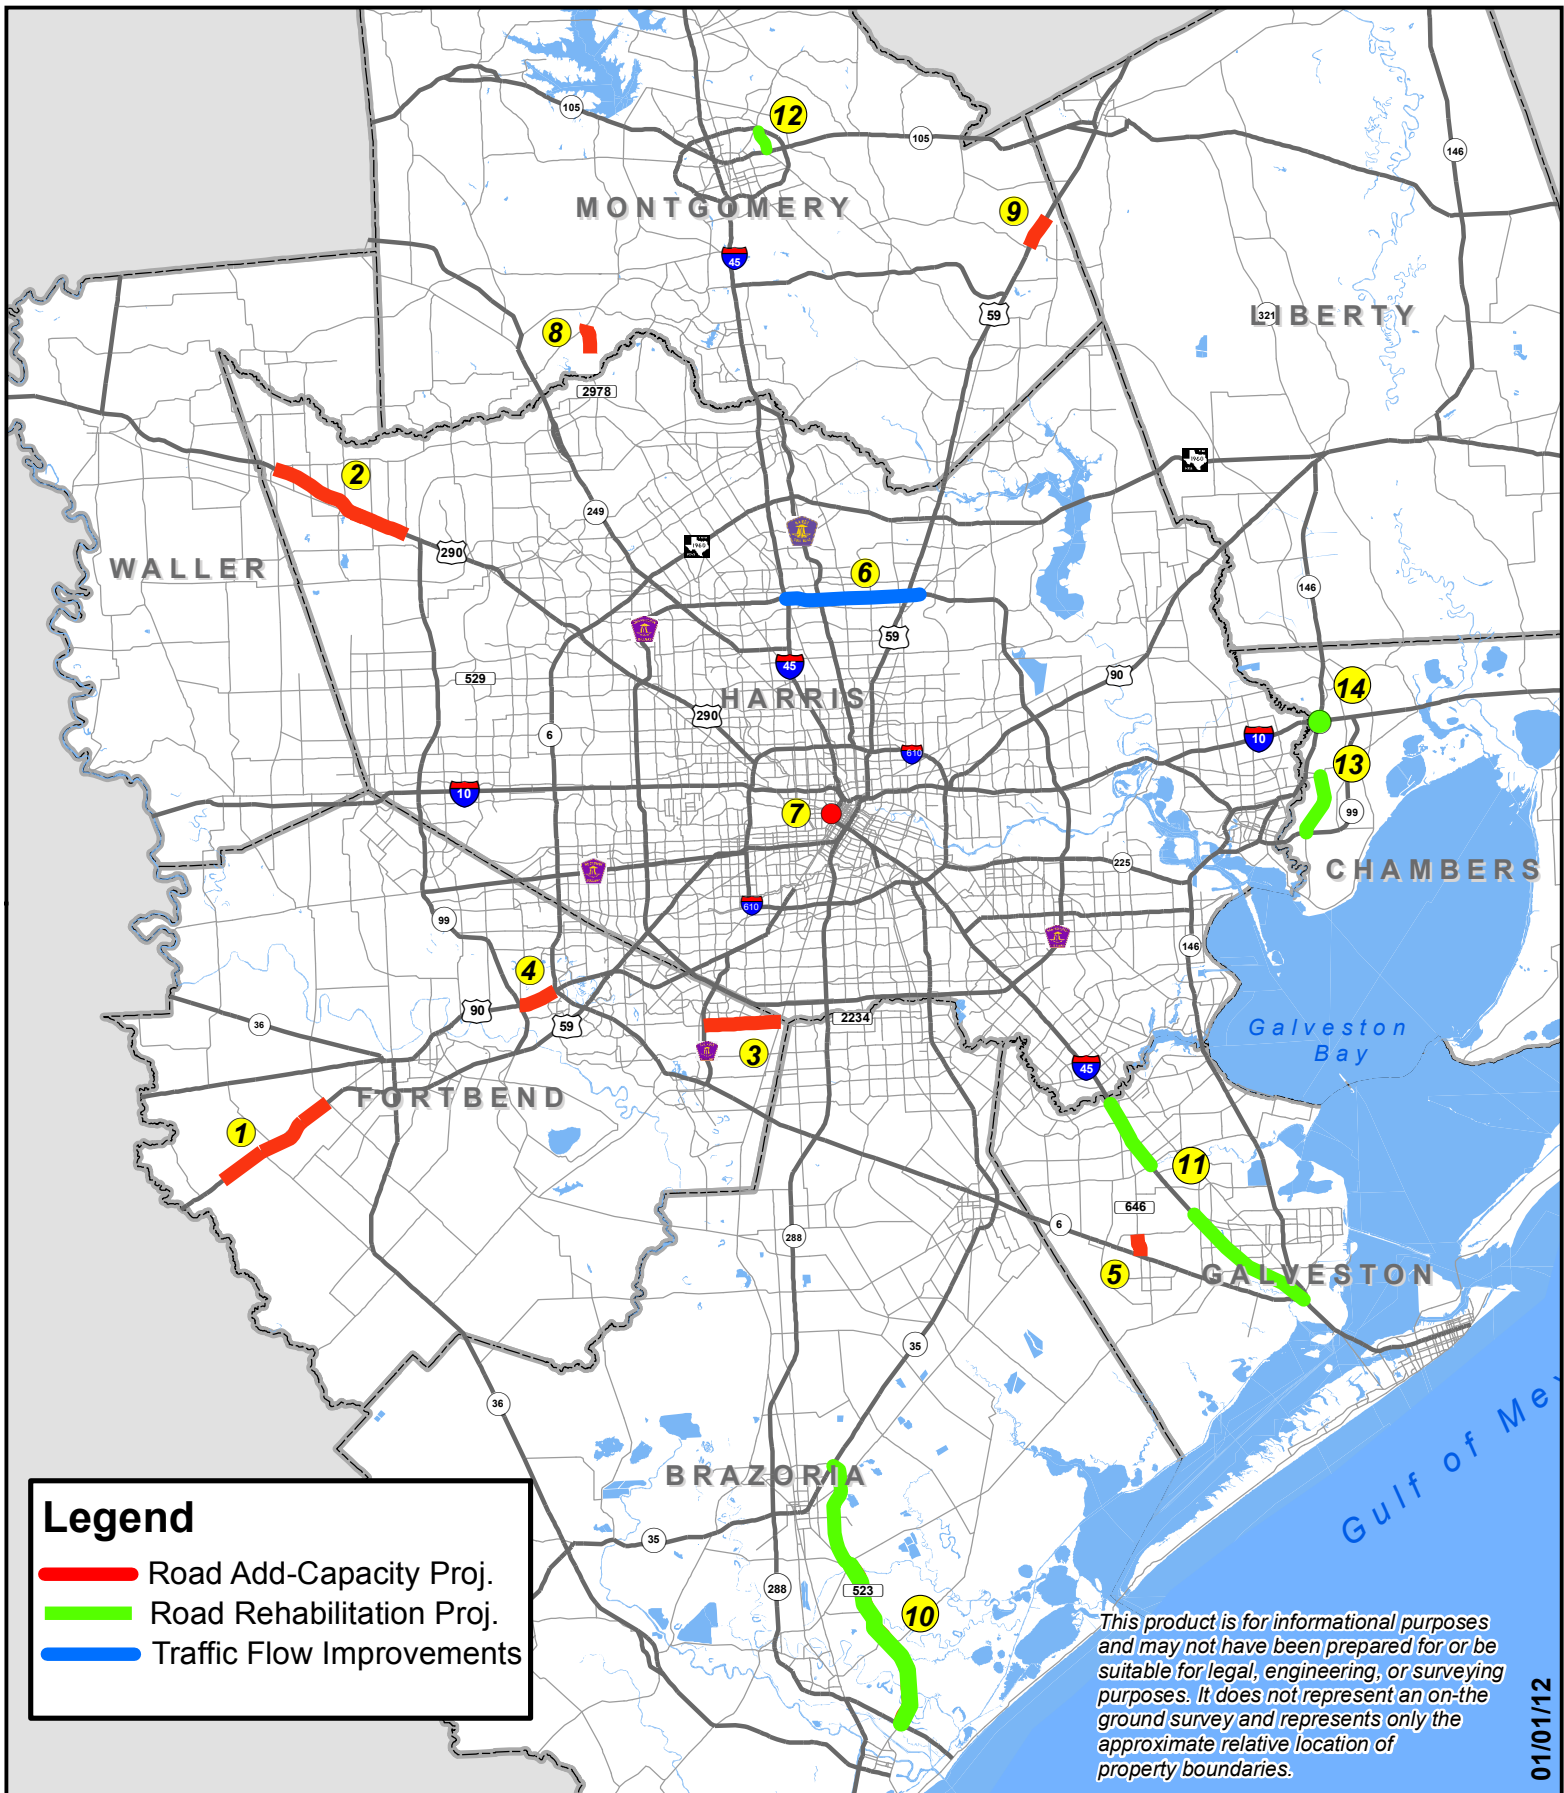 105
12
105
146
MONTGOMERY
9
45
59
321
LIBERTY
8
2978
1960
2
249
290
1960
WALLER
6
146
59
45
529
90
14
HARRIS
290
6
10
610
13
10
7
99
225
CHAMBERS
610
99
146
4
90
36
59
2234
Galveston
Bay
3
45
FORTBEND
1
11
646
6
288
5
GALVESTON
35
36
Gulf of Me
BRAZORIA
35
288
523
10
Legend
Road Add-Capacity Proj.
Road Rehabilitation Proj.
Traffic Flow Improvements
This product is for informational purposes
and may not have been prepared for or be
suitable for legal, engineering, or surveying
purposes. It does not represent an on-the
ground survey and represents only the
approximate relative location of
property boundaries.
01/01/12